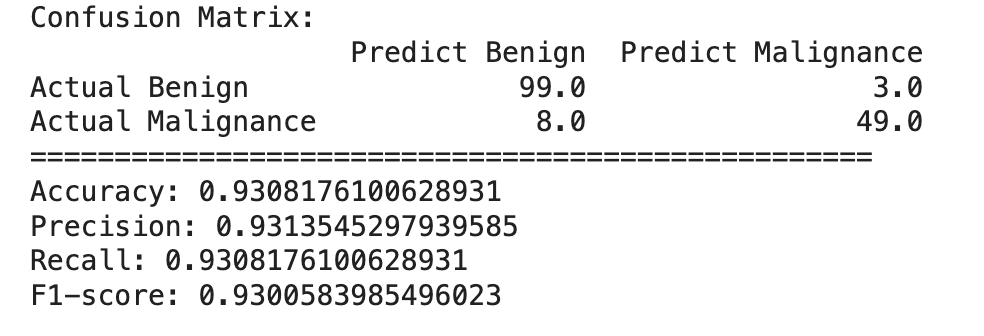 Confusion Matrix:
Predict Benign Predict Malignance
Actual Benign 99.0 3.0
Actual Malignance 8.0 49.0
==================================================
Accuracy: 0.9308176100628931
Precision: 0.9313545297939585
Recall: 0.9308176100628931
F1-score: 0.9300583985496023